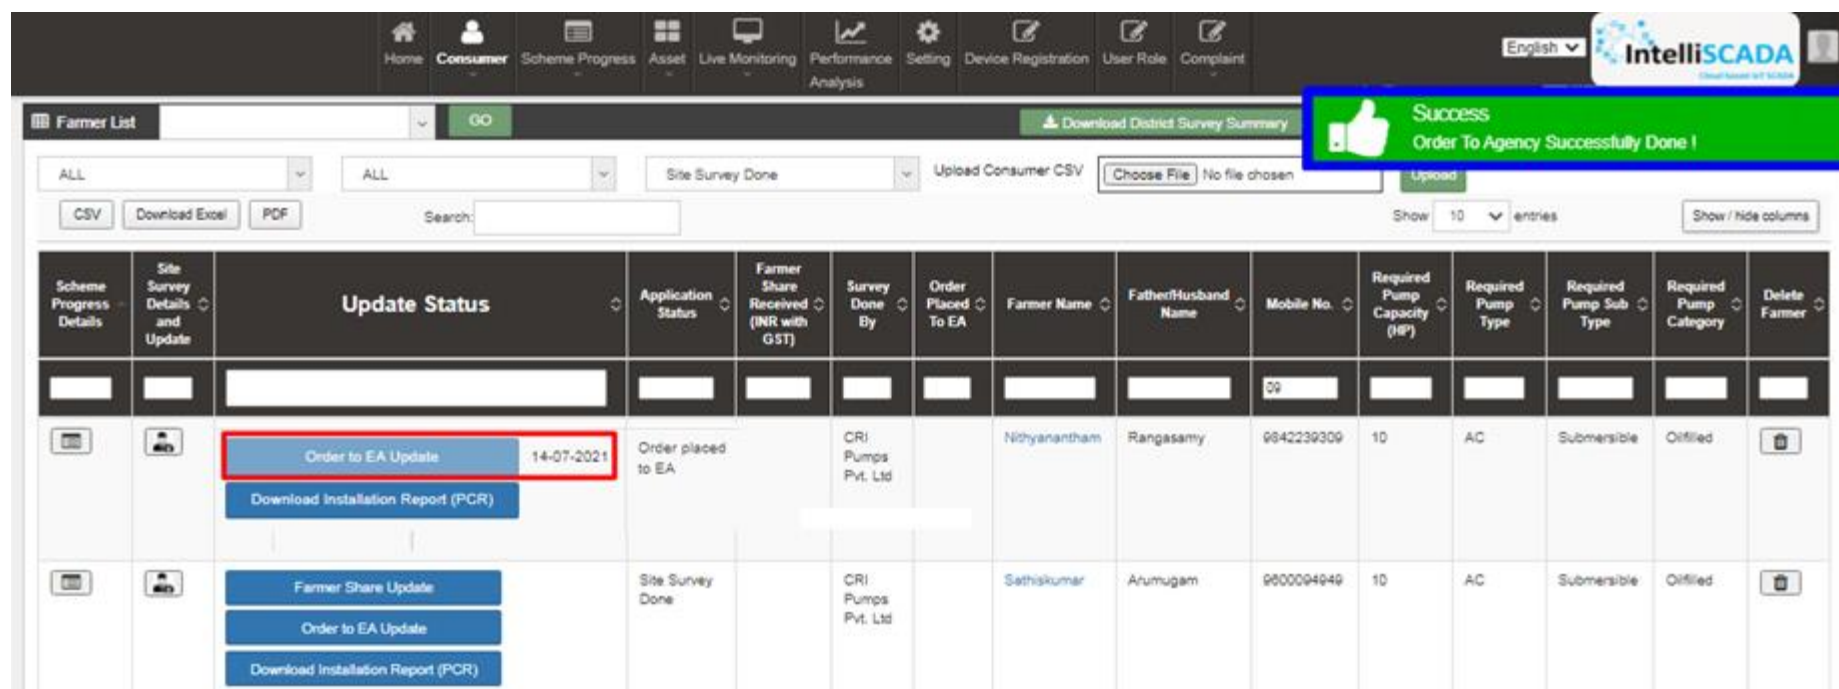 Home
Consumer
Scheme Progress
Asset
Live Monitoring
Performance
Analysis
Setting
Device Registration
User Role
Complaint
English
IntelliSCADA
Farmer List
GO
Download District Survey Summary
Success
Order To Agency Successfully Done !
ALL
ALL
Site Survey Done
Upload Consumer CSV
Choose File No file chosen
Upload
CSV
Download Excel
PDF
Search:
Show 10 entries
Show / hide columns
Scheme
Progress
Details
Site
Survey
Details
and
Update
Update Status
Application
Status
Farmer
Share
Received
(INR with
GST)
Survey
Done
By
Order
Placed
To EA
Farmer Name
Father/Husband
Name
Mobile No.
Required
Pump
Capacity
(HP)
Required
Pump
Type
Required
Pump Sub
Type
Required
Pump
Category
Delete
Farmer
09
Order to EA Update 14-07-2021
Download Installation Report (PCR)
Order placed
to EA
CRI
Pumps
Pvt. Ltd
Nithyanantham
Rangasamy
9842239309
10
AC
Submersible
Oilfilled
Farmer Share Update
Order to EA Update
Download Installation Report (PCR)
Site Survey
Done
CRI
Pumps
Pvt. Ltd
Sathiskumar
Arumugam
9600094949
10
AC
Submersible
Oilfilled